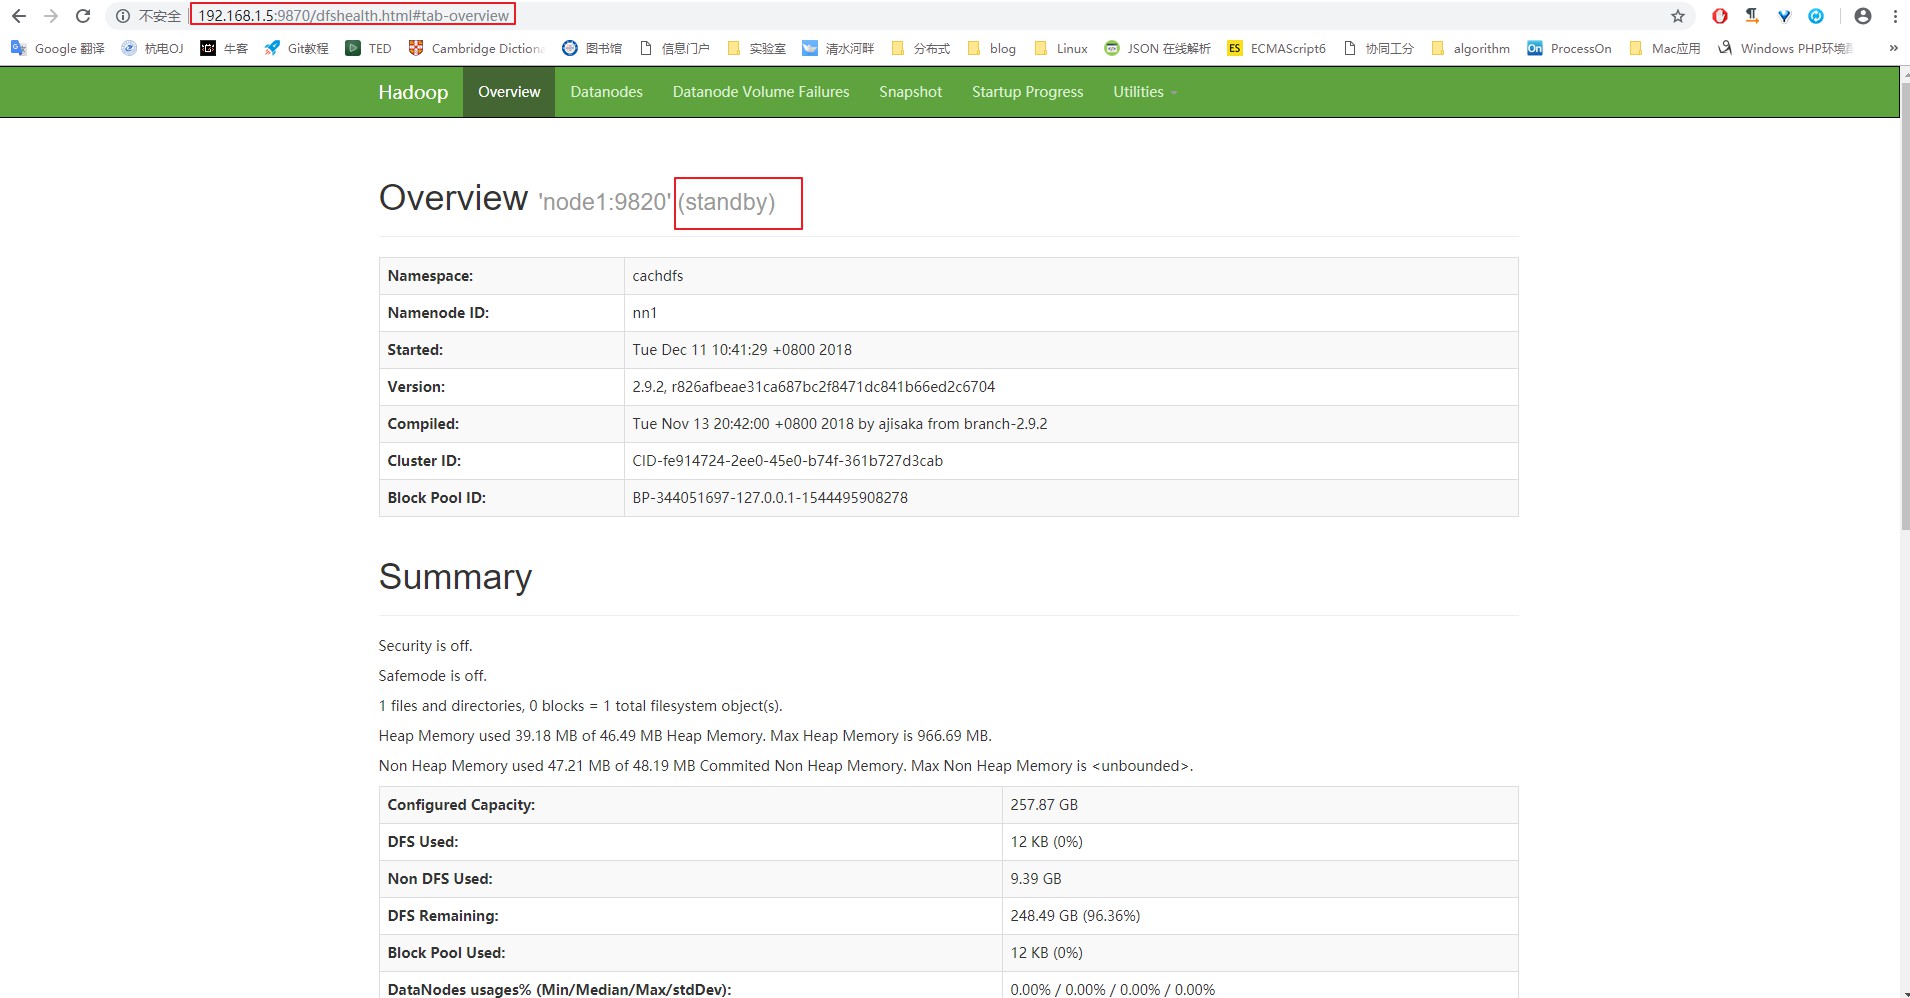 不安全 192.168.1.5:9870/dfshealth.html#tab-overview
Google 翻译 杭电OJ 牛客 Git教程 TED Cambridge Dictiona 图书馆 信息门户 实验室 清水河畔 分布式 blog Linux JSON 在线解析 ES ECMAScript6 协同工分 algorithm On ProcessOn Mac应用 Windows PHP环境 »
Hadoop Overview Datanodes Datanode Volume Failures Snapshot Startup Progress Utilities
Overview 'node1:9820' (standby)
Namespace: cachdfs
Namenode ID: nn1
Started: Tue Dec 11 10:41:29 +0800 2018
Version: 2.9.2, r826afbeae31ca687bc2f8471dc841b66ed2c6704
Compiled: Tue Nov 13 20:42:00 +0800 2018 by ajisaka from branch-2.9.2
Cluster ID: CID-fe914724-2ee0-45e0-b74f-361b727d3cab
Block Pool ID: BP-344051697-127.0.0.1-1544495908278
Summary
Security is off.
Safemode is off.
1 files and directories, 0 blocks = 1 total filesystem object(s).
Heap Memory used 39.18 MB of 46.49 MB Heap Memory. Max Heap Memory is 966.69 MB.
Non Heap Memory used 47.21 MB of 48.19 MB Commited Non Heap Memory. Max Non Heap Memory is <unbounded>.
Configured Capacity: 257.87 GB
DFS Used: 12 KB (0%)
Non DFS Used: 9.39 GB
DFS Remaining: 248.49 GB (96.36%)
Block Pool Used: 12 KB (0%)
DataNodes usages% (Min/Median/Max/stdDev): 0.00% / 0.00% / 0.00% / 0.00%